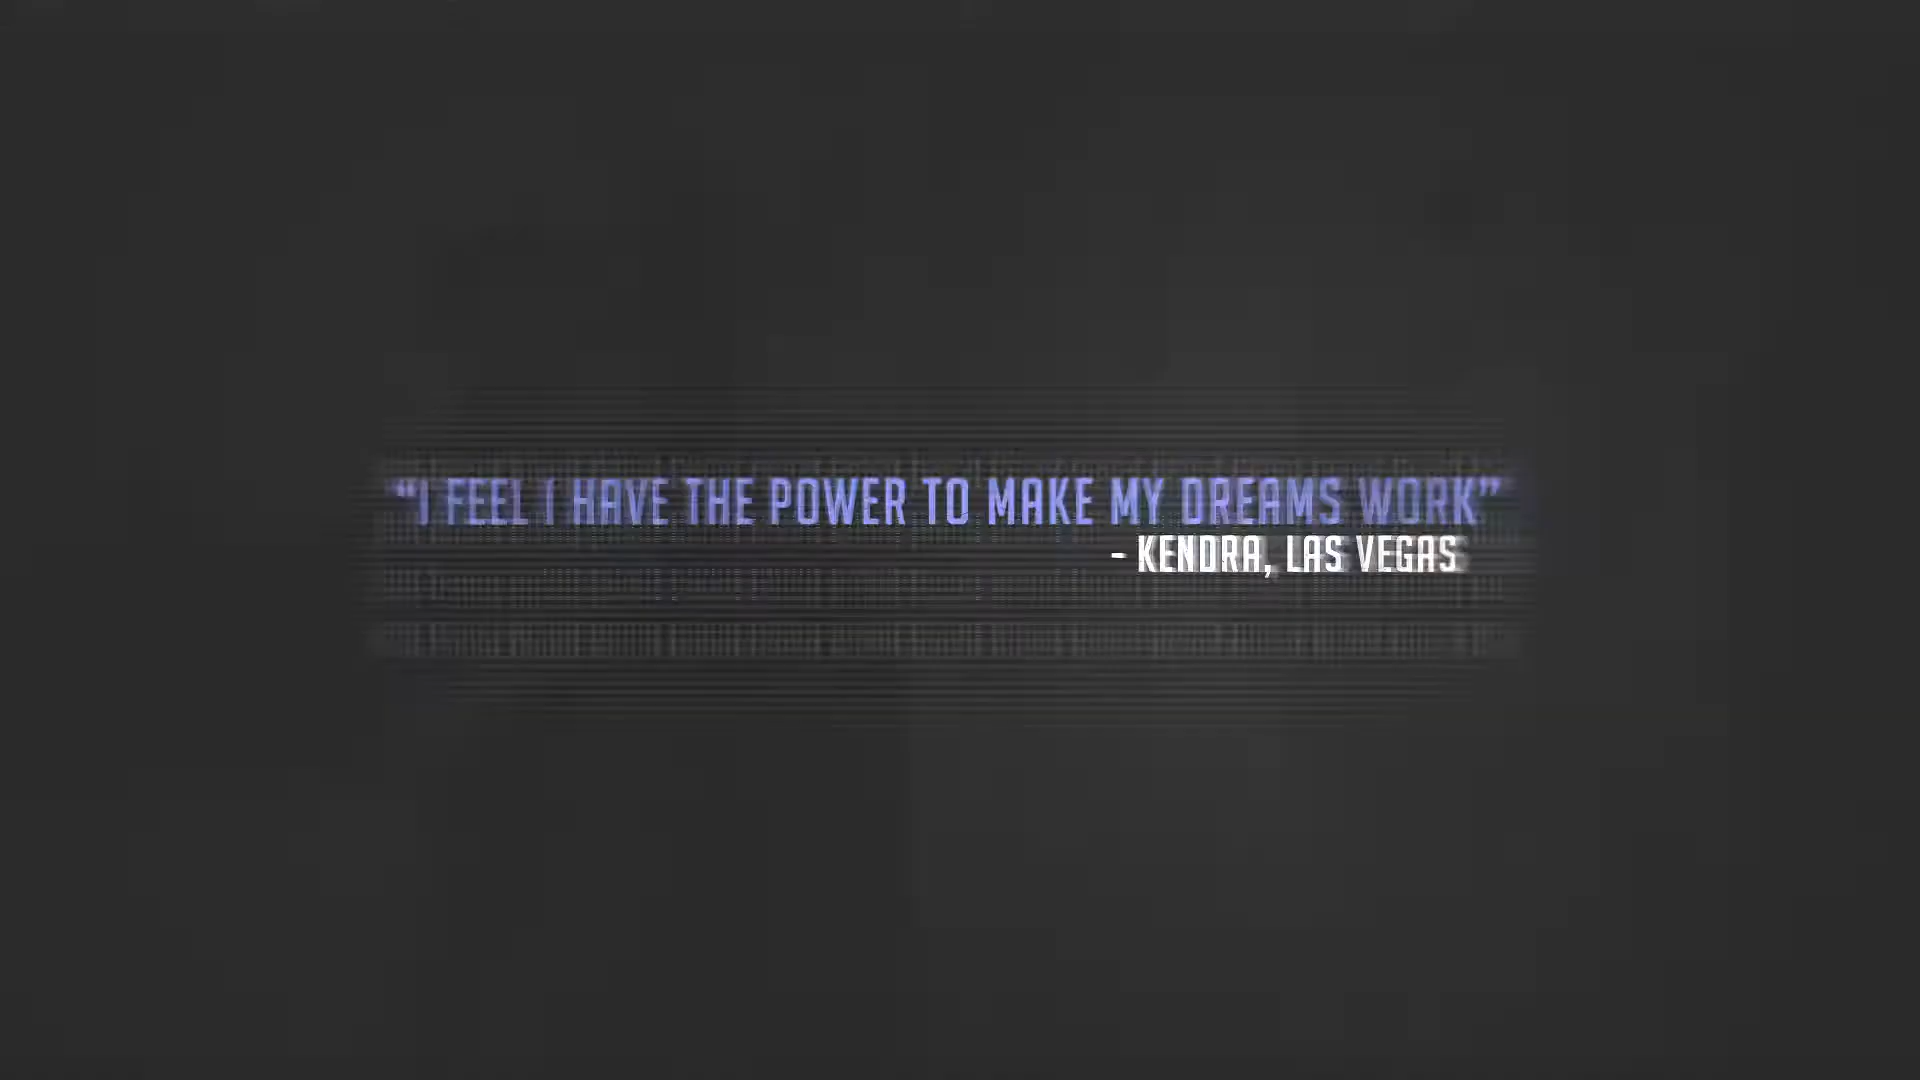 “I FEEL I HAVE THE POWER TO MAKE MY DREAMS WORK”
- KENDRA, LAS VEGAS